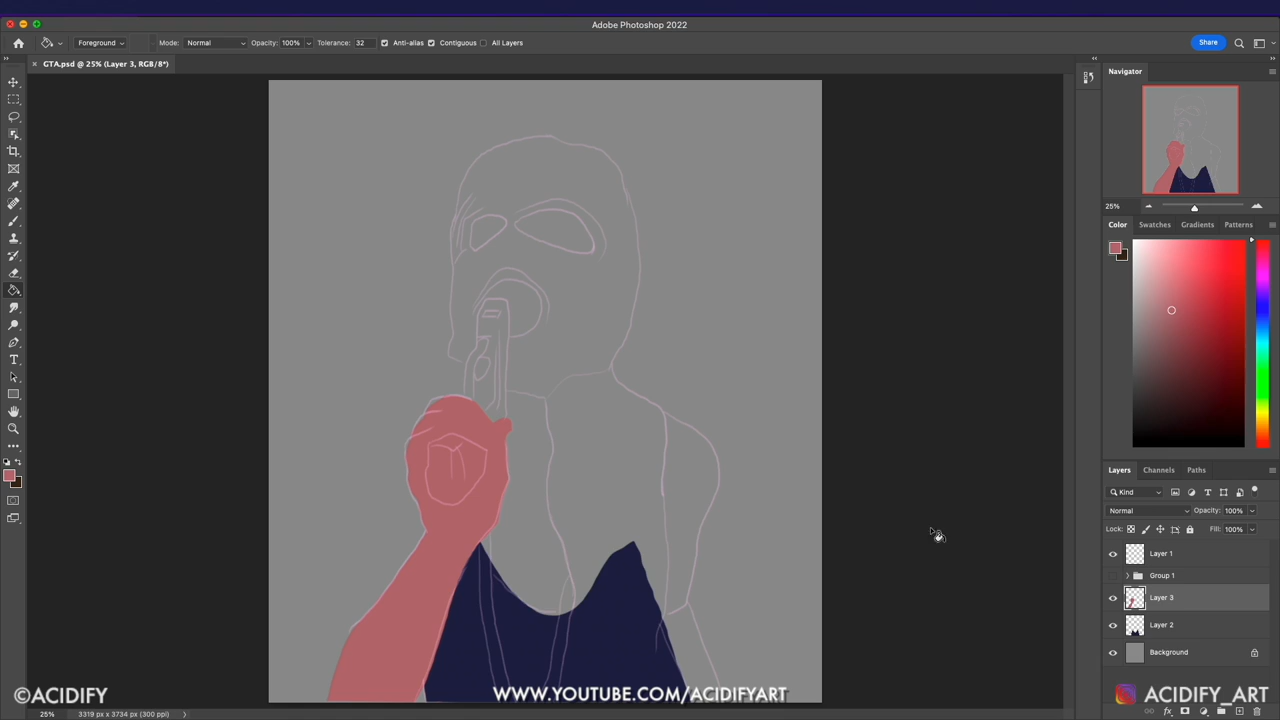 Adobe Photoshop 2022
Foreground
Mode: Normal
Opacity: 100%
Tolerance: 32
Anti-alias
Contiguous
All Layers
Share
GTA.psd @ 25% (Layer 3, RGB/8*)
Navigator
25%
Color
Swatches
Gradients
Patterns
Layers
Channels
Paths
Kind
Normal
Opacity: 100%
Lock:
Fill: 100%
Layer 1
Group 1
Layer 3
Layer 2
Background
©ACIDIFY
WWW.YOUTUBE.COM/ACIDIFYART
ACIDIFY_ART
25%
3319 px x 3734 px (300 ppi)